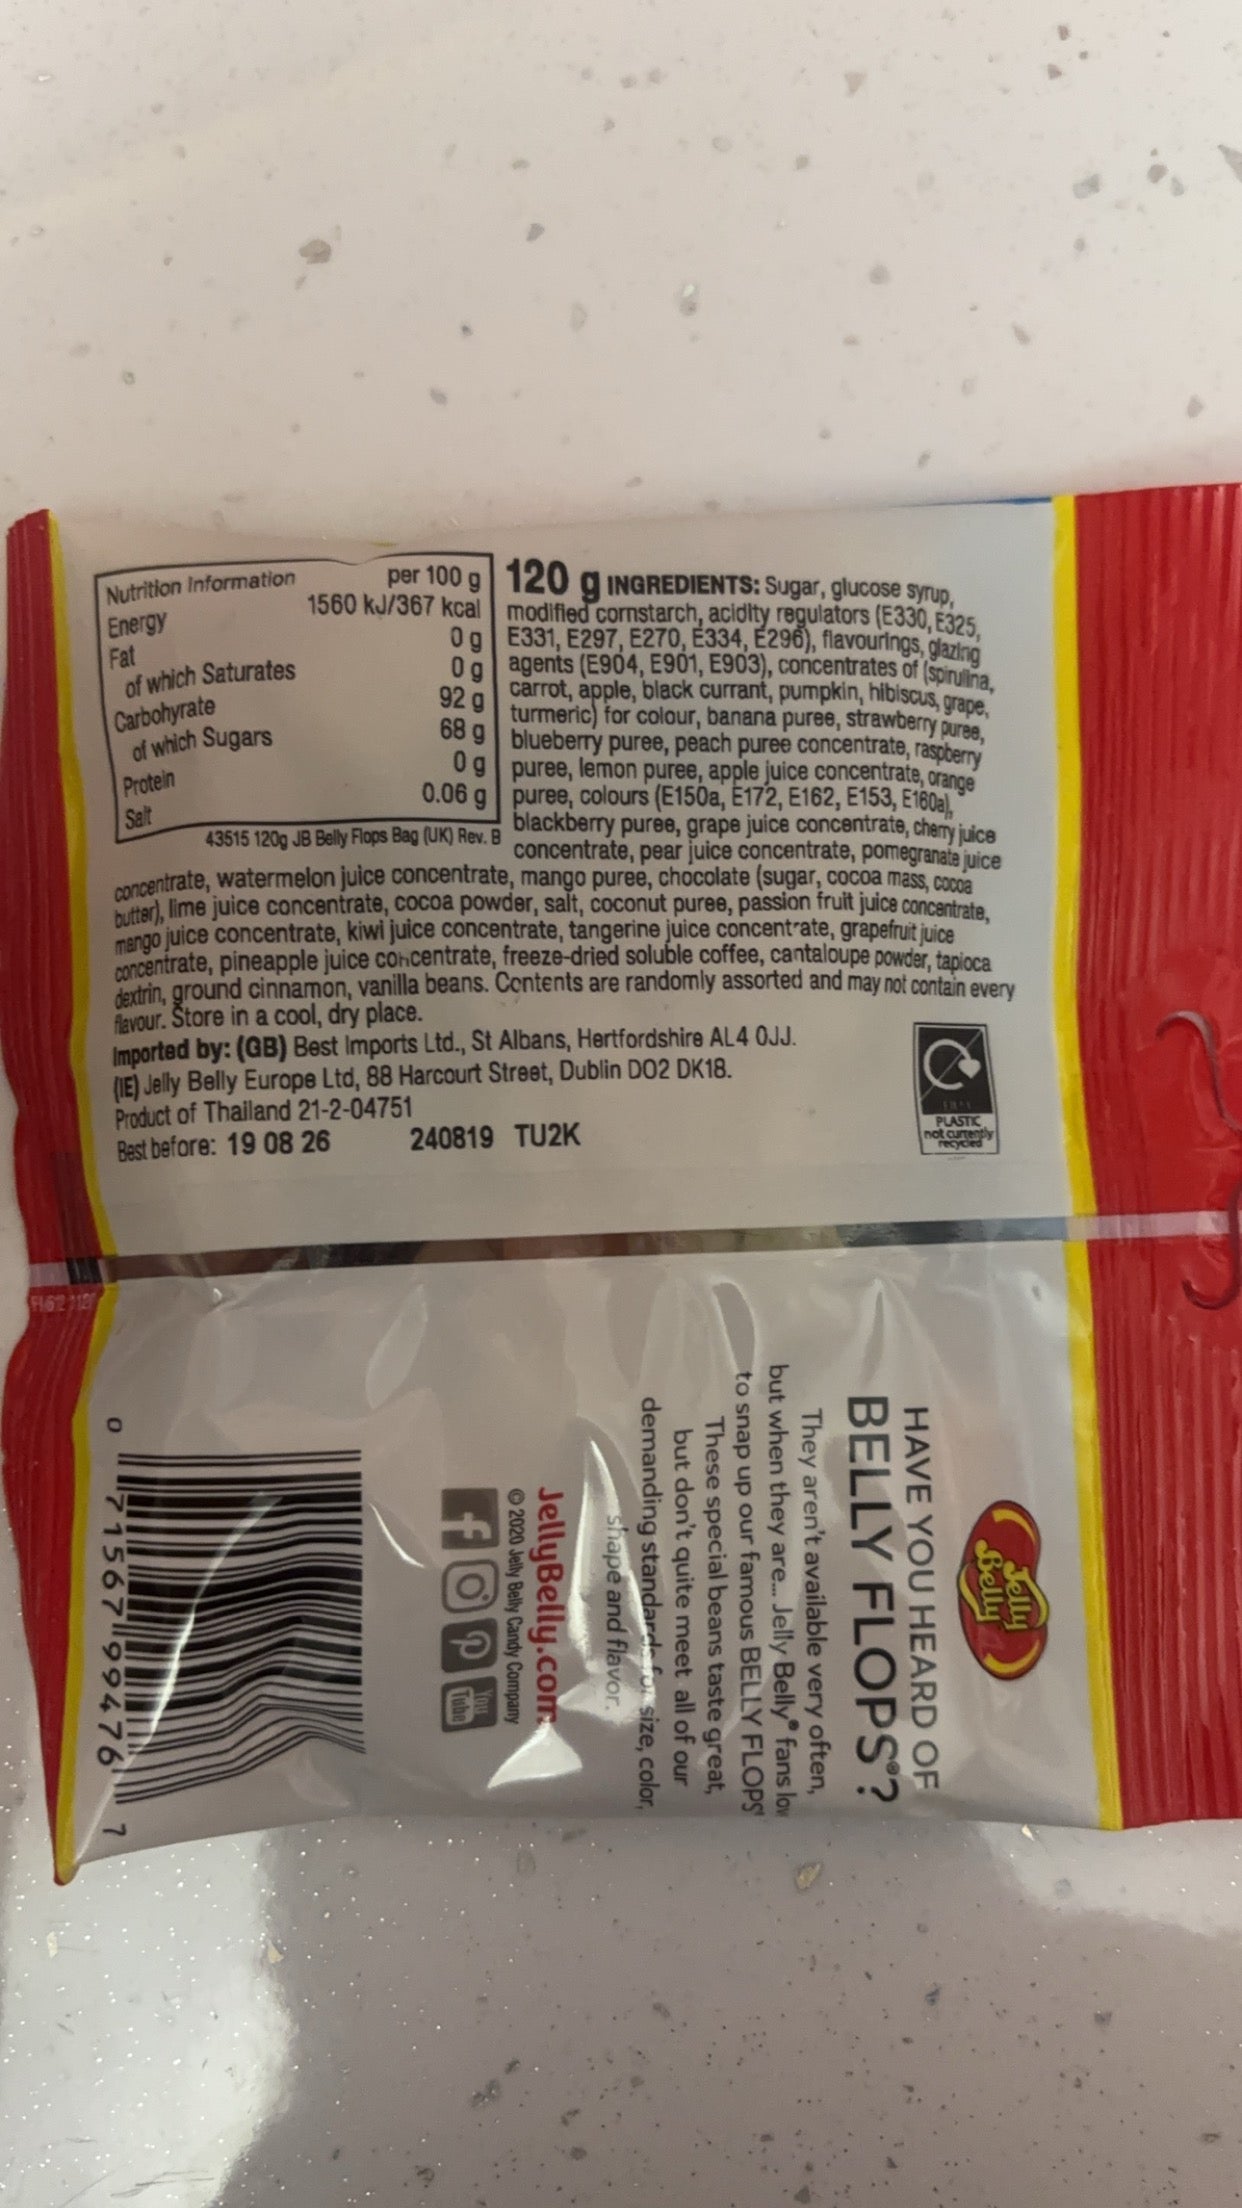 Nutrition Information per 100 g
Energy 1560 kJ/367 kcal
Fat 0 g
of which Saturates 0 g
Carbohyrate 92 g
of which Sugars 68 g
Protein 0 g
Salt 0.06 g
43515 120g JB Belly Flops Bag (UK) Rev. B
120 g INGREDIENTS: Sugar, glucose syrup,
modified cornstarch, acidity regulators (E330, E325,
E331, E297, E270, E334, E296), flavourings, glazing
agents (E904, E901, E903), concentrates of (spirulina,
carrot, apple, black currant, pumpkin, hibiscus, grape,
turmeric) for colour, banana puree, strawberry puree,
blueberry puree, peach puree concentrate, raspberry
puree, lemon puree, apple juice concentrate, orange
puree, colours (E150a, E172, E162, E153, E160a),
blackberry puree, grape juice concentrate, cherry juice
concentrate, pear juice concentrate, pomegranate juice
concentrate, watermelon juice concentrate, mango puree, chocolate (sugar, cocoa mass, cocoa
butter), lime juice concentrate, cocoa powder, salt, coconut puree, passion fruit juice concentrate,
mango juice concentrate, kiwi juice concentrate, tangerine juice concentrate, grapefruit juice
concentrate, pineapple juice concentrate, freeze-dried soluble coffee, cantaloupe powder, tapioca
dextrin, ground cinnamon, vanilla beans. Contents are randomly assorted and may not contain every
flavour. Store in a cool, dry place.
Imported by: (GB) Best Imports Ltd., St Albans, Hertfordshire AL4 0JJ.
(IE) Jelly Belly Europe Ltd, 88 Harcourt Street, Dublin DO2 DK18.
Product of Thailand 21-2-04751
Best before: 19 08 26 240819 TU2K
PLASTIC
not currently
recycled
Jelly
Belly
HAVE YOU HEARD OF
BELLY FLOPS®?
They aren't available very often,
but when they are... Jelly Belly® fans
to snap up our famous BELLY FLOPS
These special beans taste great,
but don't quite meet all of our
demanding standards for size, color,
shape and flavor.
JellyBelly.com
© 2020 Jelly Belly Candy Company
You
Tube
0 71567 99476 7